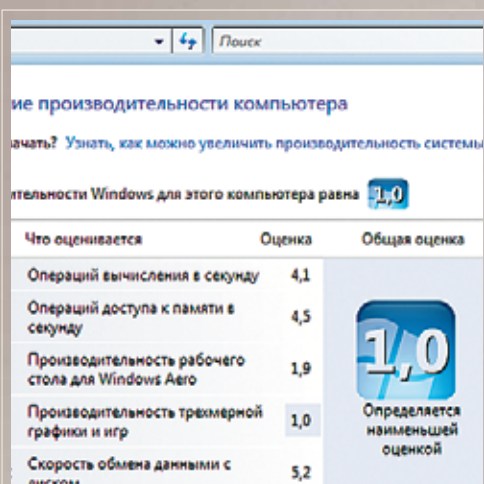 Поиск
ие производительности компьютера
ачать? Узнать, как можно увеличить производительность системы
ительности Windows для этого компьютера равна 1,0
Что оценивается Оценка Общая оценка
Операций вычисления в секунду 4,1
Операций доступа к памяти в
секунду 4,5
Производительность рабочего
стола для Windows Aero 1,9
Производительность трехмерной
графики и игр 1,0
1,0
Определяется
наименьшей
оценкой
Скорость обмена данными с
диском 5,2